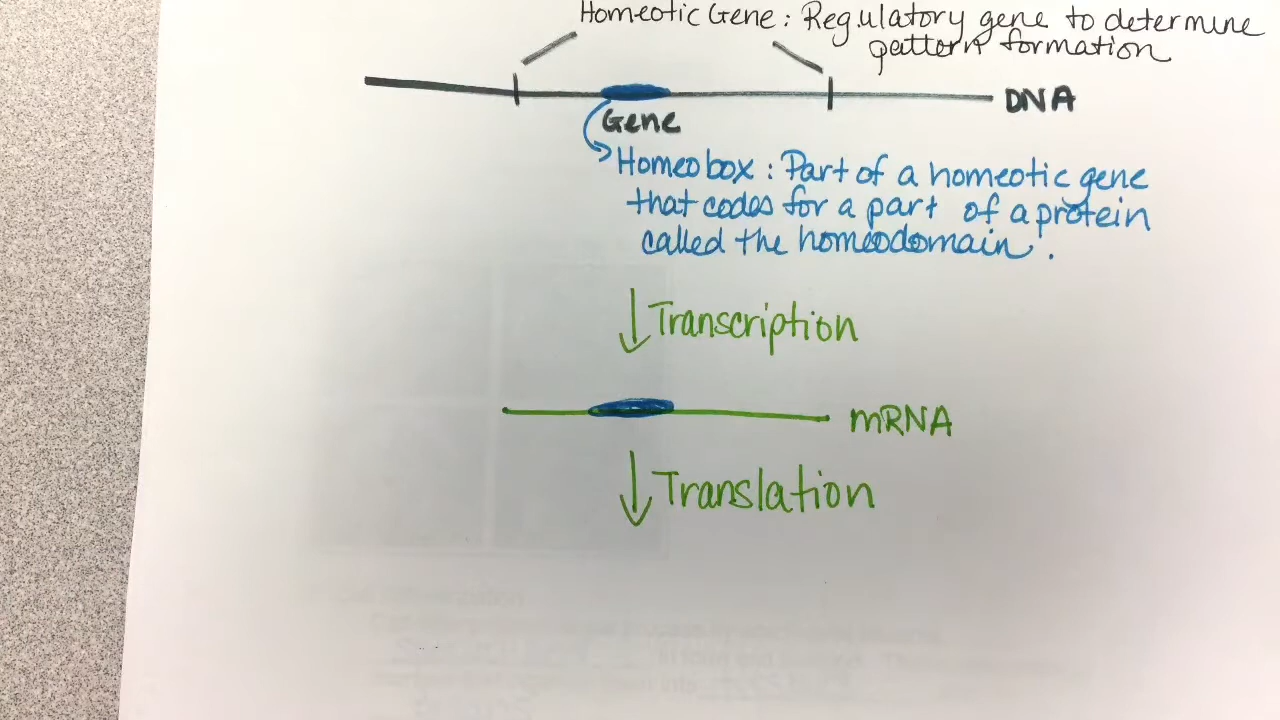 Homeotic Gene: Regulatory gene to determine
pattern formation
DNA
Gene
Homeobox: Part of a homeotic gene
that codes for a part of a protein
called the homeodomain.
Transcription
mRNA
Translation